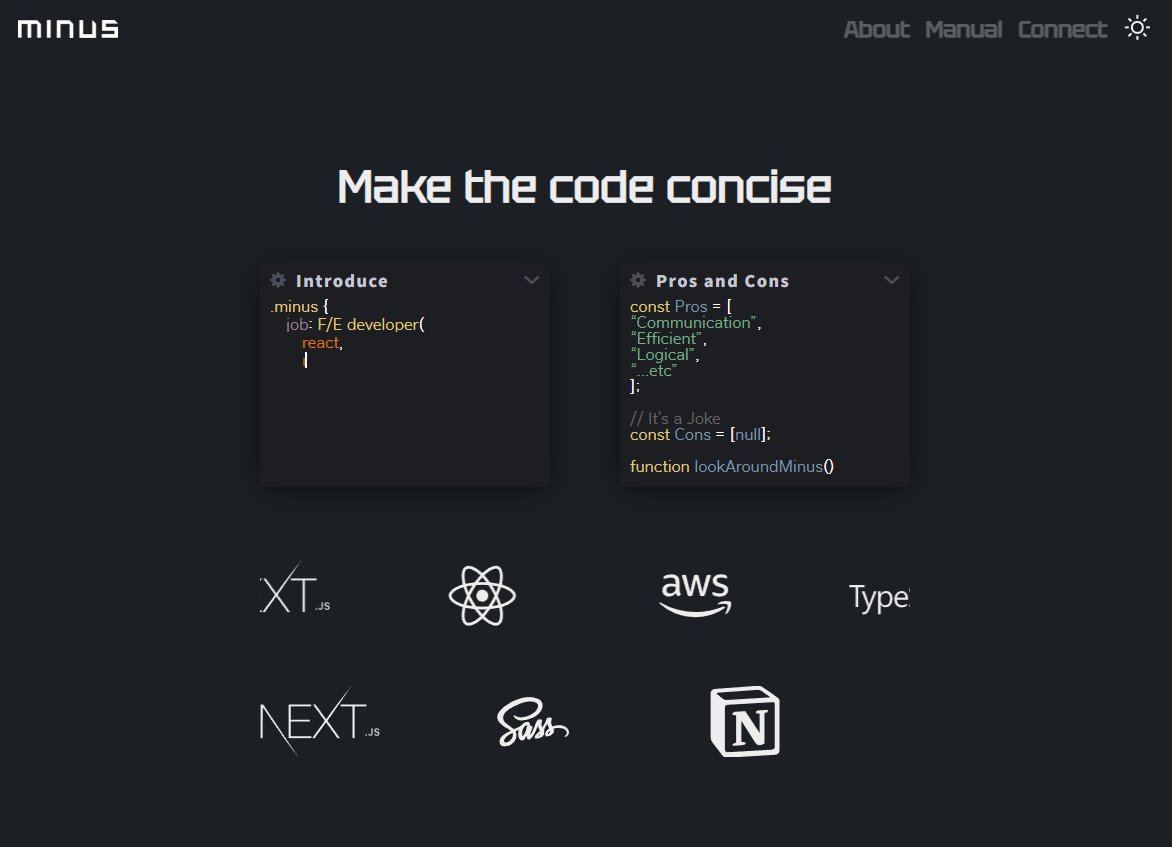 minus
About Manual Connect
Make the code concise
Introduce
.minus {
job: F/E developer(
react,
Pros and Cons
const Pros = [
“Communication”,
“Efficient”,
“Logical”,
“...etc”
];
// It's a Joke
const Cons = [null];
function lookAroundMinus()
EXT.JS
aws
Type
NEXT.JS
Sass
N